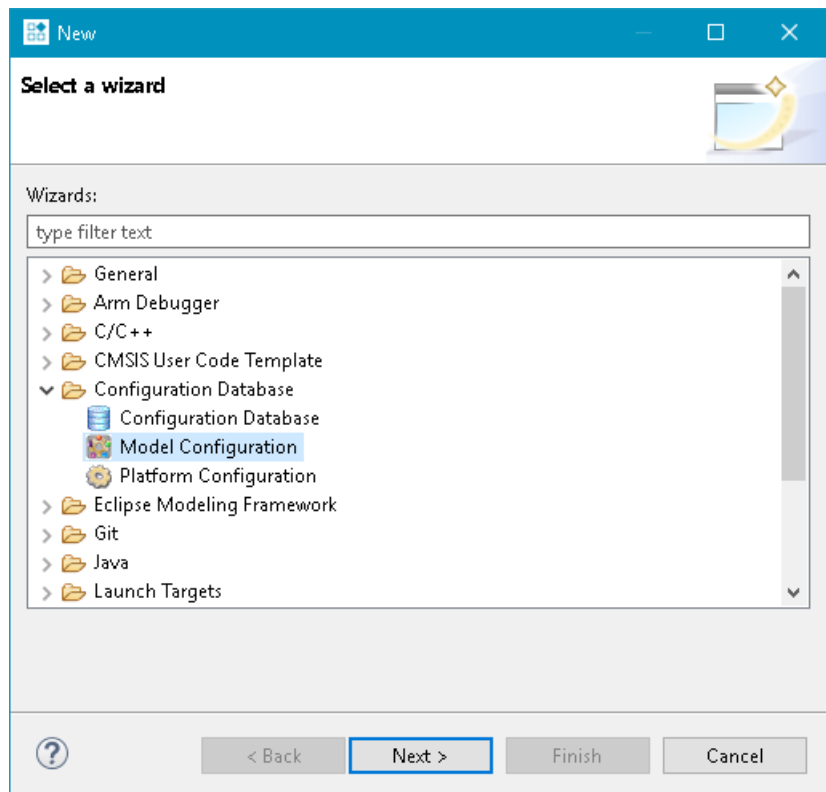 New
Select a wizard
Wizards:
type filter text
General
Arm Debugger
C/C++
CMSIS User Code Template
Configuration Database
Configuration Database
Model Configuration
Platform Configuration
Eclipse Modeling Framework
Git
Java
Launch Targets
? < Back Next > Finish Cancel